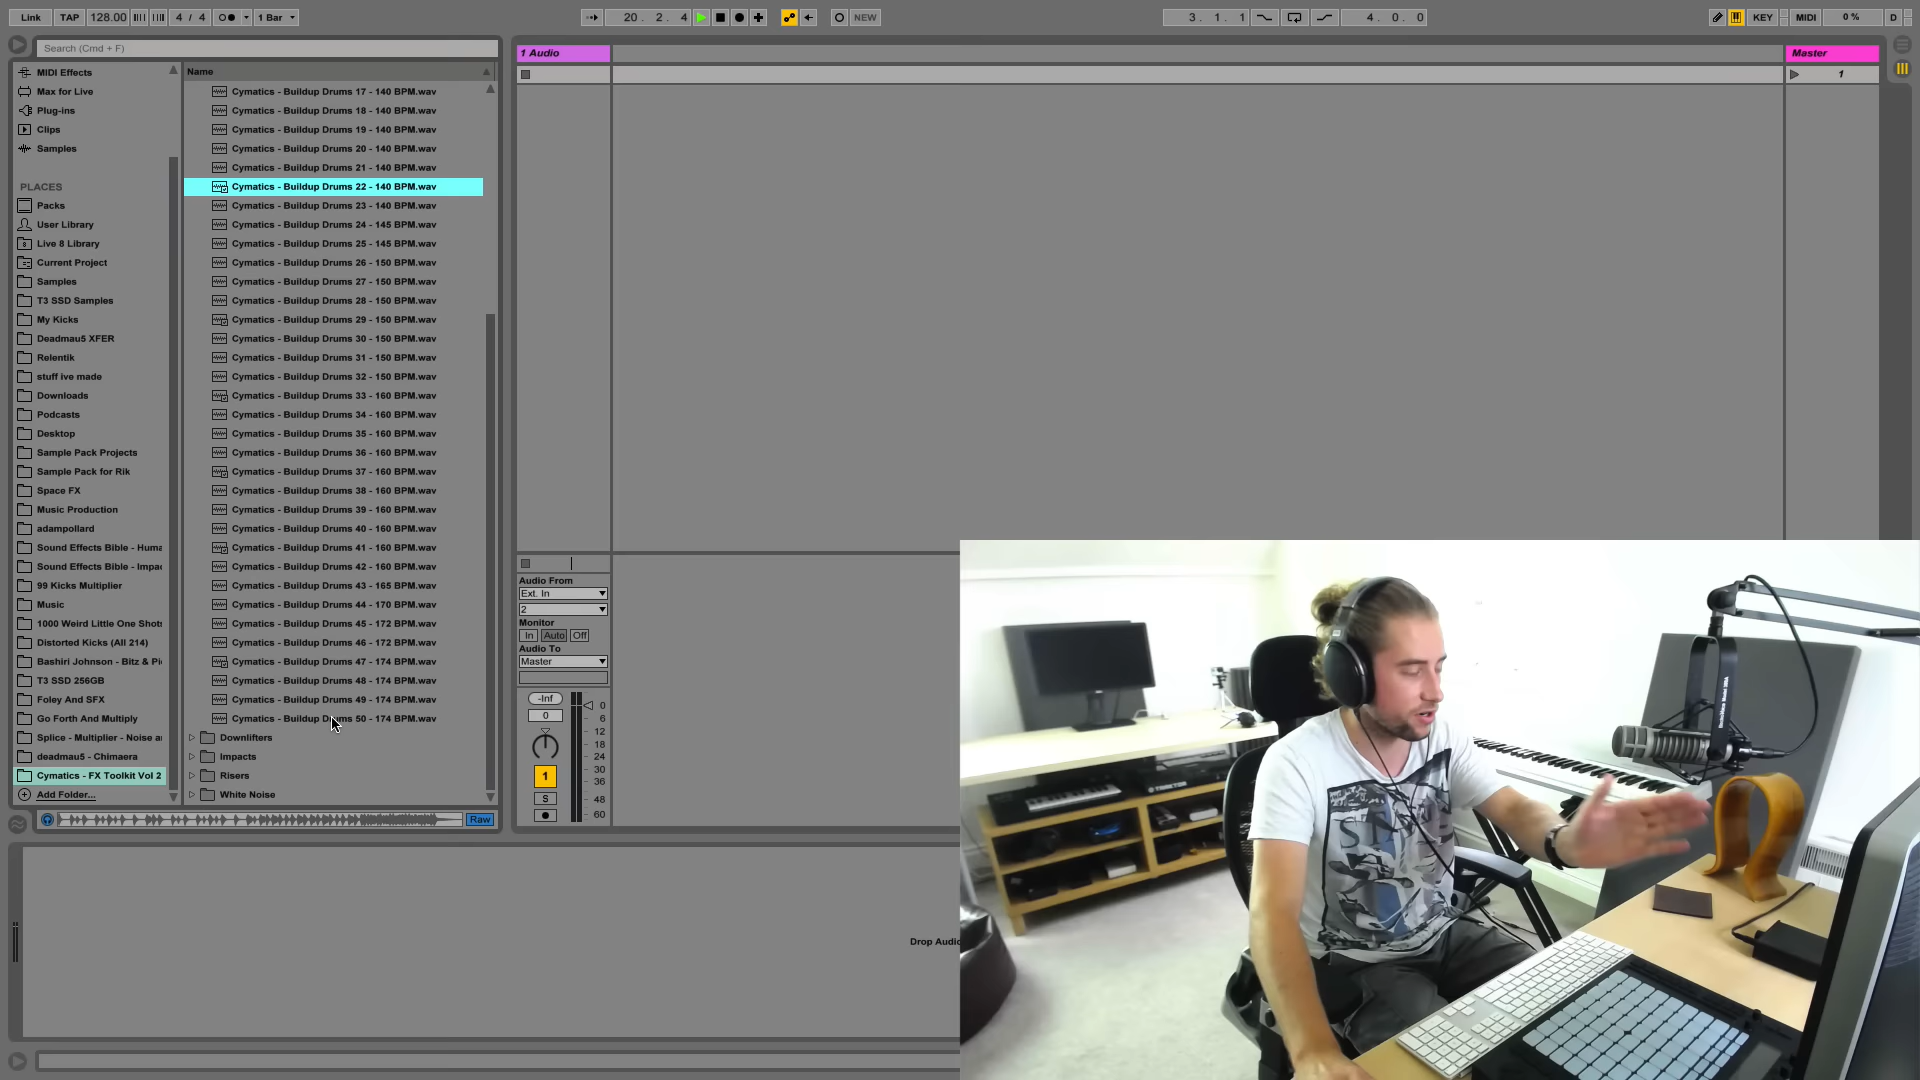 Link TAP 128.00 4 / 4 1 Bar 20 . 2 . 4 NEW 3 . 1 . 1 4 . 0 . 0 KEY MIDI 0 % D
Search (Cmd + F)
MIDI Effects
Max for Live
Plug-ins
Clips
Samples
PLACES
Packs
User Library
Live 8 Library
Current Project
Samples
T3 SSD Samples
My Kicks
Deadmau5 XFER
Relentik
stuff ive made
Downloads
Podcasts
Desktop
Sample Pack Projects
Sample Pack for Rik
Space FX
Music Production
adampollard
Sound Effects Bible - Huma
Sound Effects Bible - Impac
99 Kicks Multiplier
Music
1000 Weird Little One Shots
Distorted Kicks (All 214)
Bashiri Johnson - Bitz & Pi
T3 SSD 256GB
Foley And SFX
Go Forth And Multiply
Splice - Multiplier - Noise a
deadmau5 - Chimaera
Cymatics - FX Toolkit Vol 2
Add Folder...
Name
Cymatics - Buildup Drums 17 - 140 BPM.wav
Cymatics - Buildup Drums 18 - 140 BPM.wav
Cymatics - Buildup Drums 19 - 140 BPM.wav
Cymatics - Buildup Drums 20 - 140 BPM.wav
Cymatics - Buildup Drums 21 - 140 BPM.wav
Cymatics - Buildup Drums 22 - 140 BPM.wav
Cymatics - Buildup Drums 23 - 140 BPM.wav
Cymatics - Buildup Drums 24 - 145 BPM.wav
Cymatics - Buildup Drums 25 - 145 BPM.wav
Cymatics - Buildup Drums 26 - 150 BPM.wav
Cymatics - Buildup Drums 27 - 150 BPM.wav
Cymatics - Buildup Drums 28 - 150 BPM.wav
Cymatics - Buildup Drums 29 - 150 BPM.wav
Cymatics - Buildup Drums 30 - 150 BPM.wav
Cymatics - Buildup Drums 31 - 150 BPM.wav
Cymatics - Buildup Drums 32 - 150 BPM.wav
Cymatics - Buildup Drums 33 - 160 BPM.wav
Cymatics - Buildup Drums 34 - 160 BPM.wav
Cymatics - Buildup Drums 35 - 160 BPM.wav
Cymatics - Buildup Drums 36 - 160 BPM.wav
Cymatics - Buildup Drums 37 - 160 BPM.wav
Cymatics - Buildup Drums 38 - 160 BPM.wav
Cymatics - Buildup Drums 39 - 160 BPM.wav
Cymatics - Buildup Drums 40 - 160 BPM.wav
Cymatics - Buildup Drums 41 - 160 BPM.wav
Cymatics - Buildup Drums 42 - 160 BPM.wav
Cymatics - Buildup Drums 43 - 165 BPM.wav
Cymatics - Buildup Drums 44 - 170 BPM.wav
Cymatics - Buildup Drums 45 - 172 BPM.wav
Cymatics - Buildup Drums 46 - 172 BPM.wav
Cymatics - Buildup Drums 47 - 174 BPM.wav
Cymatics - Buildup Drums 48 - 174 BPM.wav
Cymatics - Buildup Drums 49 - 174 BPM.wav
Cymatics - Buildup Drums 50 - 174 BPM.wav
Downlifters
Impacts
Risers
White Noise
Raw
1 Audio
Master
1
Audio From
Ext. In
2
Monitor
In Auto Off
Audio To
Master
-Inf
0
1
S
0
6
12
18
24
30
36
48
60
Drop Audio